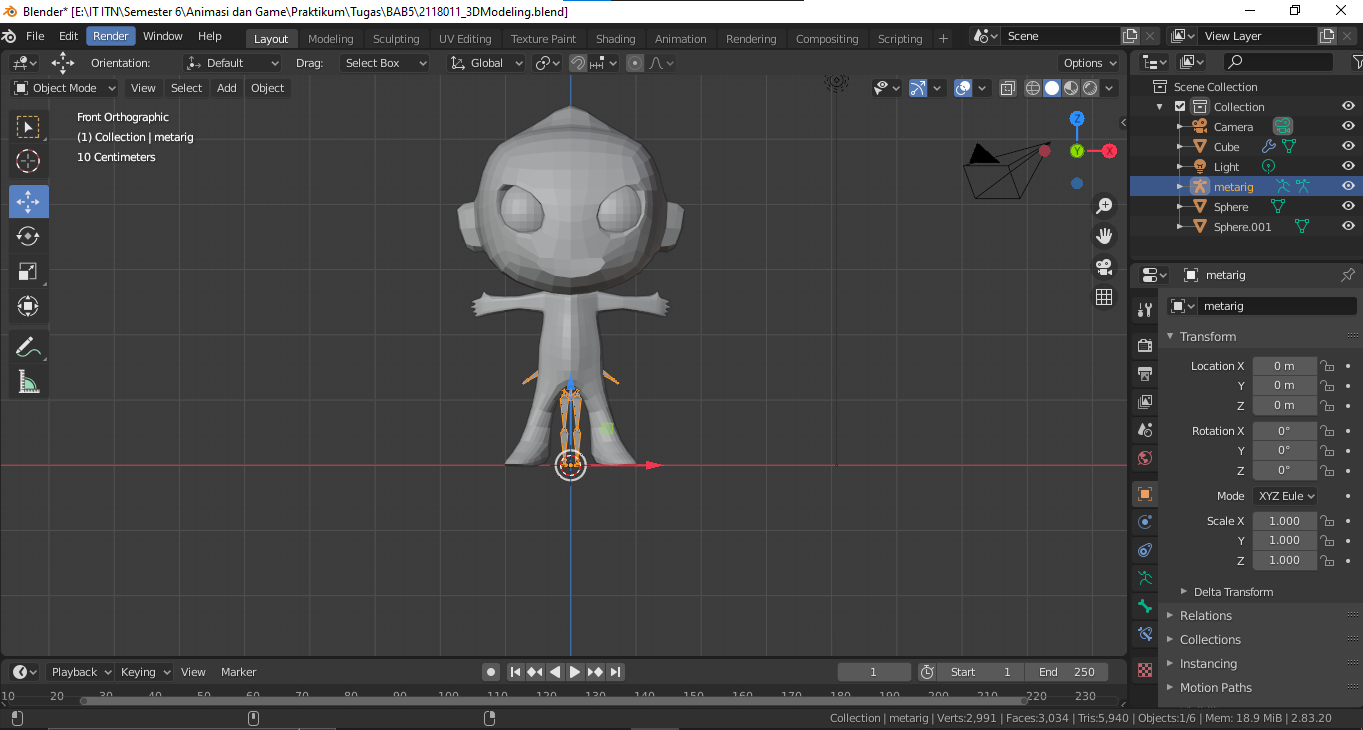 Blender* [E:\IT ITN\Semester 6\Animasi dan Game\Praktikum\Tugas\BAB5\2118011_3DModeling.blend]
File Edit Render Window Help Layout Modeling Sculpting UV Editing Texture Paint Shading Animation Rendering Compositing Scripting + Scene View Layer
Orientation: Default Drag: Select Box Global Options
Object Mode View Select Add Object
Front Orthographic
(1) Collection | metarig
10 Centimeters
Z
Y
X
Scene Collection
Collection
Camera
Cube
Light
metarig
Sphere
Sphere.001
metarig
metarig
Transform
Location X 0 m
Y 0 m
Z 0 m
Rotation X 0°
Y 0°
Z 0°
Mode XYZ Eule
Scale X 1.000
Y 1.000
Z 1.000
Delta Transform
Relations
Collections
Instancing
Motion Paths
Playback Keying View Marker 1 Start 1 End 250
10 20 30 40 50 60 70 80 90 100 110 120 130 140 150 160 170 180 190 200 210 220 230
Collection | metarig | Verts:2,991 | Faces:3,034 | Tris:5,940 | Objects:1/6 | Mem: 18.9 MiB | 2.83.20